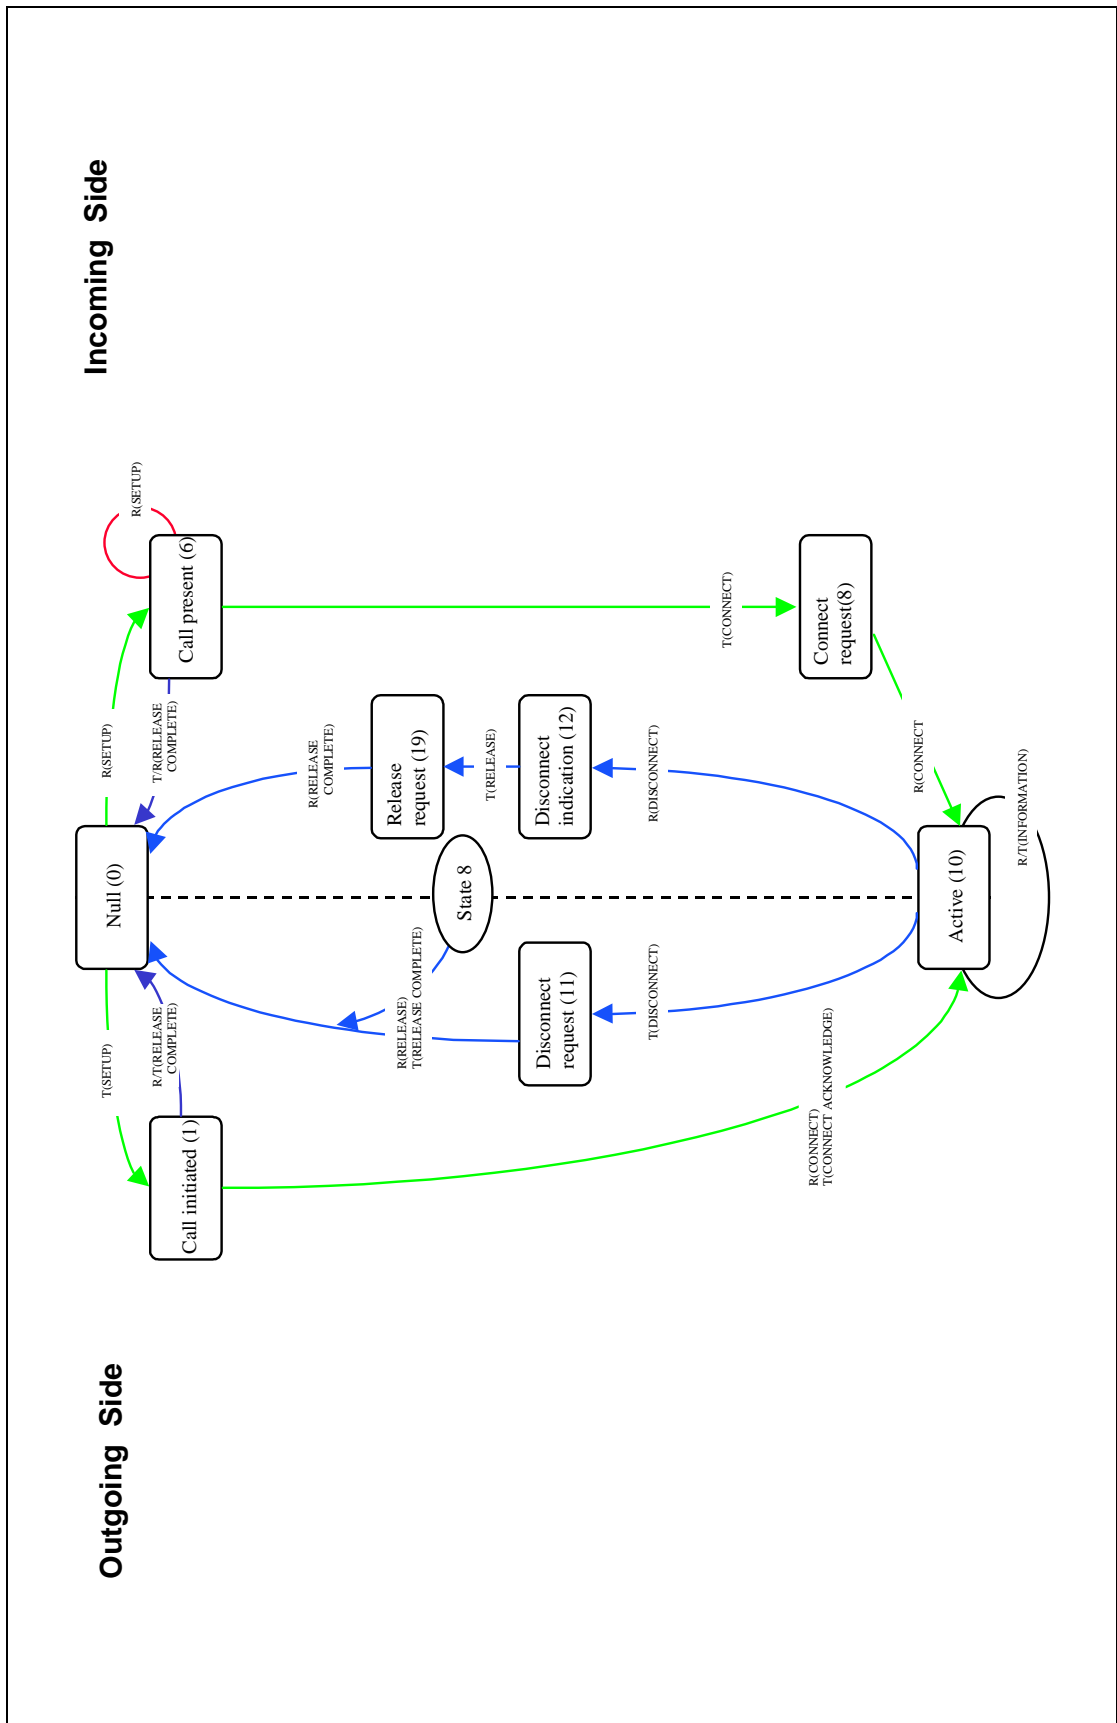 Outgoing Side
Incoming Side
Null (0)
T(SETUP)
R(SETUP)
R/T(RELEASE
COMPLETE)
T/R(RELEASE
COMPLETE)
R(SETUP)
Call initiated (1)
Call present (6)
R(RELEASE
COMPLETE)
Release
request (19)
R(RELEASE)
T(RELEASE COMPLETE)
State 8
T(RELEASE)
Disconnect
request (11)
Disconnect
indication (12)
T(DISCONNECT)
R(DISCONNECT)
T(CONNECT)
R(CONNECT)
T(CONNECT ACKNOWLEDGE)
Connect
request(8)
R(CONNECT
Active (10)
R/T(INFORMATION)